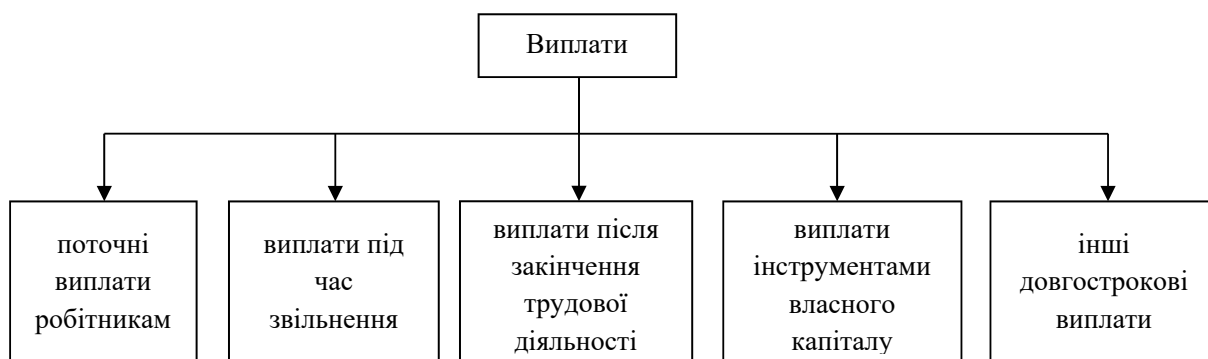 Виплати
поточні
виплати
робітникам
виплати під
час
звільнення
виплати після
закінчення
трудової
діяльності
виплати
інструментами
власного
капіталу
інші
довгострокові
виплати